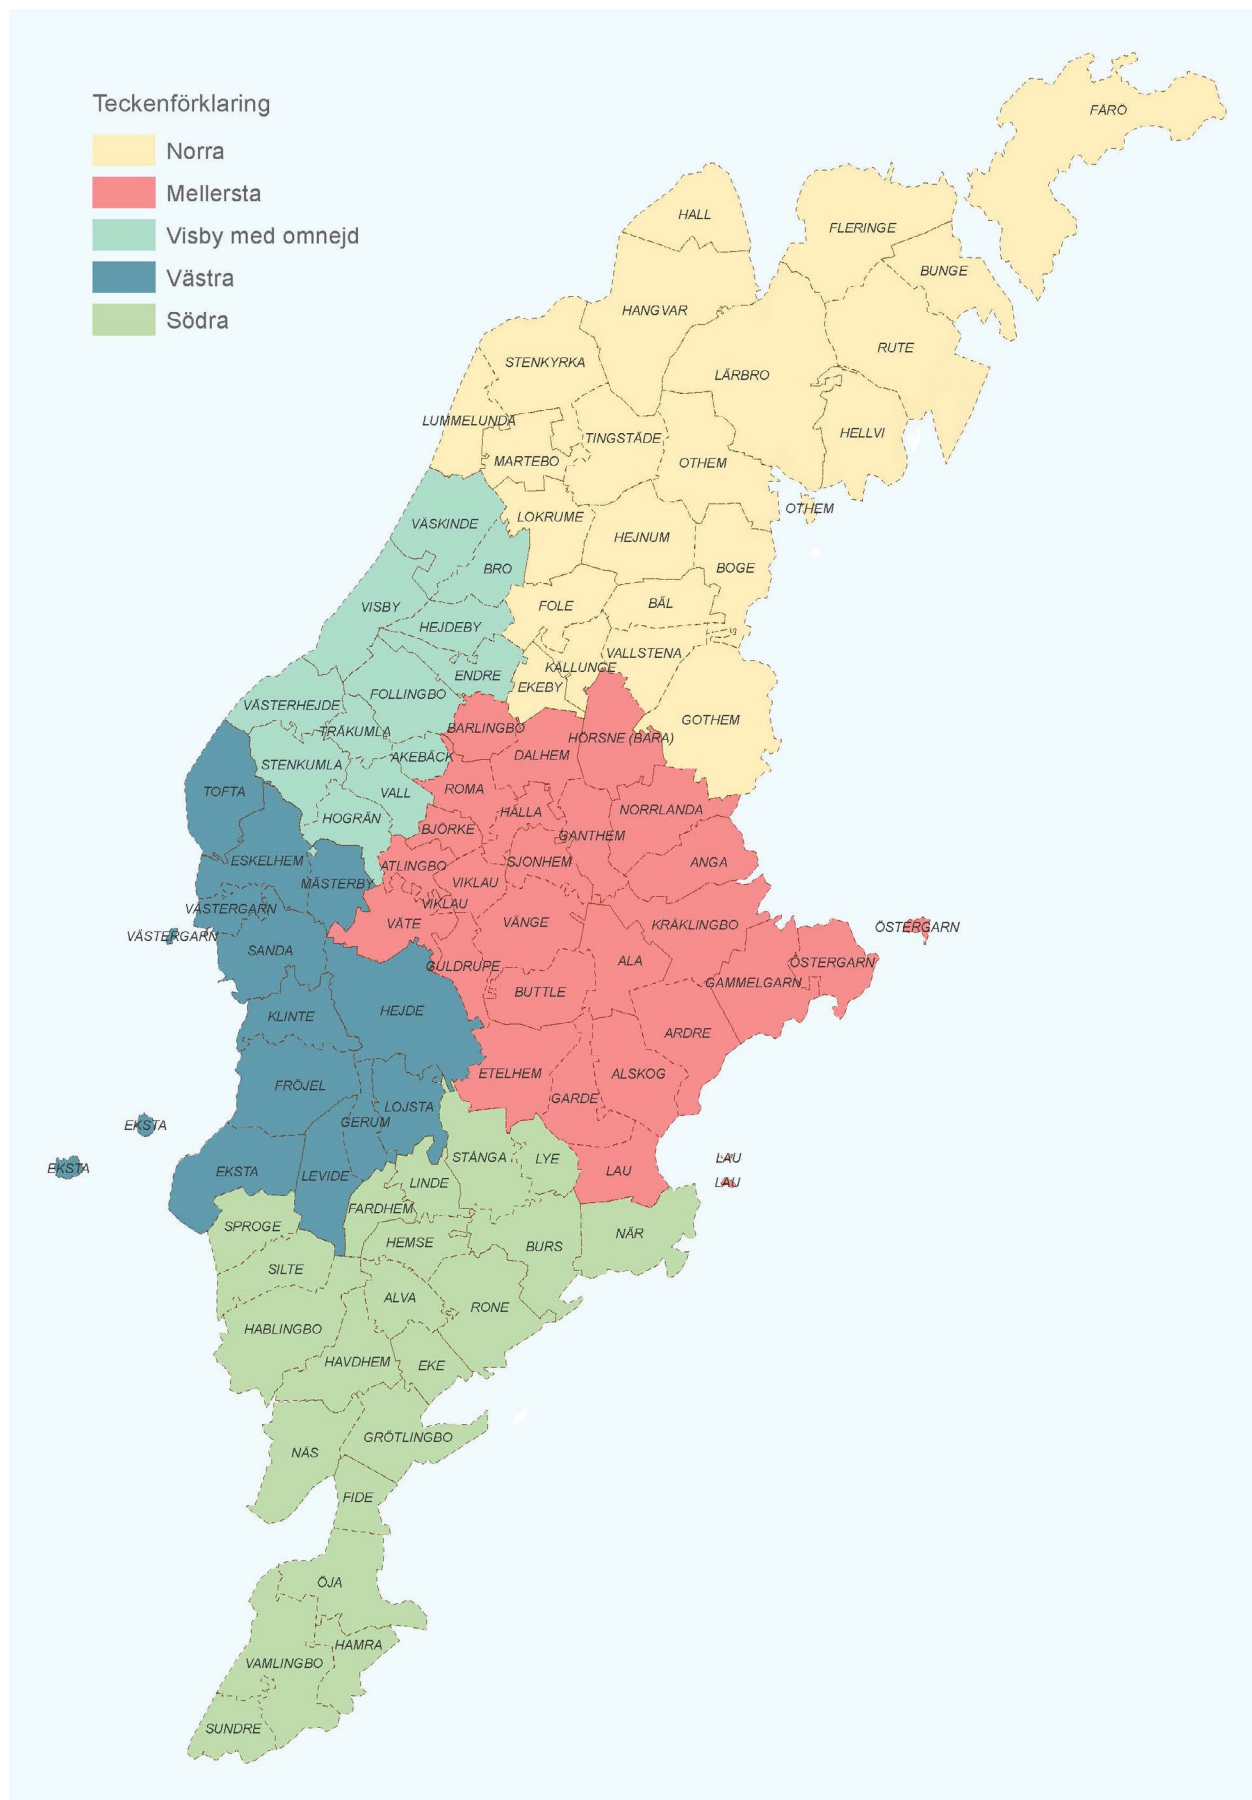 Teckenförklaring
Norra
Mellersta
Visby med omnejd
Västra
Södra
FÅRÖ
HALL
FLERINGE
BUNGE
HANGVAR
RUTE
STENKYRKA
LÄRBRO
LUMMELUNDA
HELLVI
TINGSTÄDE
MARTEBO
OTHEM
OTHEM
LOKRUME
VÄSKINDE
HEJNUM
BRO
BOGE
VISBY
FOLE
BÄL
HEJDEBY
VALLSTENA
KÄLLUNGE
ENDRE
EKEBY
FOLLINGBO
VÄSTERHEJDE
GOTHEM
TRÄKUMLA
BARLINGBO
HÖRSNE (BARA)
DALHEM
AKEBÄCK
STENKUMLA
TOFTA
VALL
ROMA
NORRLANDA
HALLA
HOGRÄN
BJÖRKE
GANTHEM
ESKELHEM
ATLINGBO
SJONHEM
ANGA
MÄSTERBY
VIKLAU
VIKLAU
VÄSTERGARN
VÄTE
VÄNGE
KRÄKLINGBO
ÖSTERGARN
VÄSTERGARN
SANDA
GULDRUPE
ALA
ÖSTERGARN
GAMMELGARN
BUTTLE
HEJDE
KLINTE
ARDRE
ETELHEM
ALSKOG
FRÖJEL
GARDE
LOJSTA
GERUM
EKSTA
EKSTA
EKSTA
LEVIDE
STÅNGA
LYE
LAU
LAU
LAU
LINDE
FARDHEM
SPROGE
NÄR
HEMSE
BURS
SILTE
ALVA
RONE
HABLINGBO
HAVDHEM
EKE
GRÖTLINGBO
NÄS
FIDE
ÖJA
HAMRA
VAMLINGBO
SUNDRE